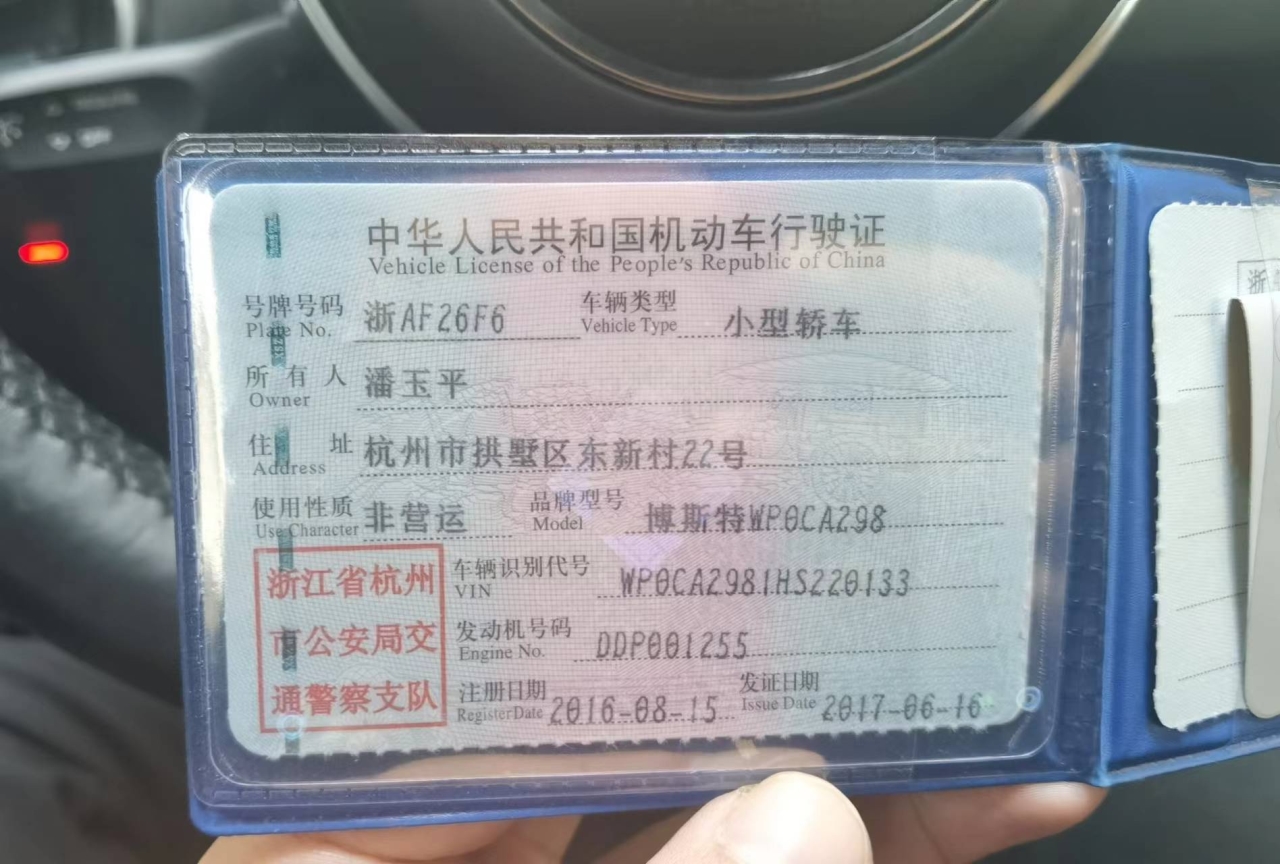 中华人民共和国机动车行驶证
Vehicle License of the People's Republic of China
号牌号码 浙AF26F6 车辆类型 小型轿车
Plate No. Vehicle Type
所有人 潘玉平
Owner
住址 杭州市拱墅区东新村22号
Address
使用性质 非营运 品牌型号 博斯特WP0CA298
Use Character Model
浙江省杭州
市公安局交
通警察支队
车辆识别代号 WP0CA2981HS220133
VIN
发动机号码 DDP001255
Engine No.
注册日期 2016-08-15 发证日期 2017-06-16
Register Date Issue Date
浙